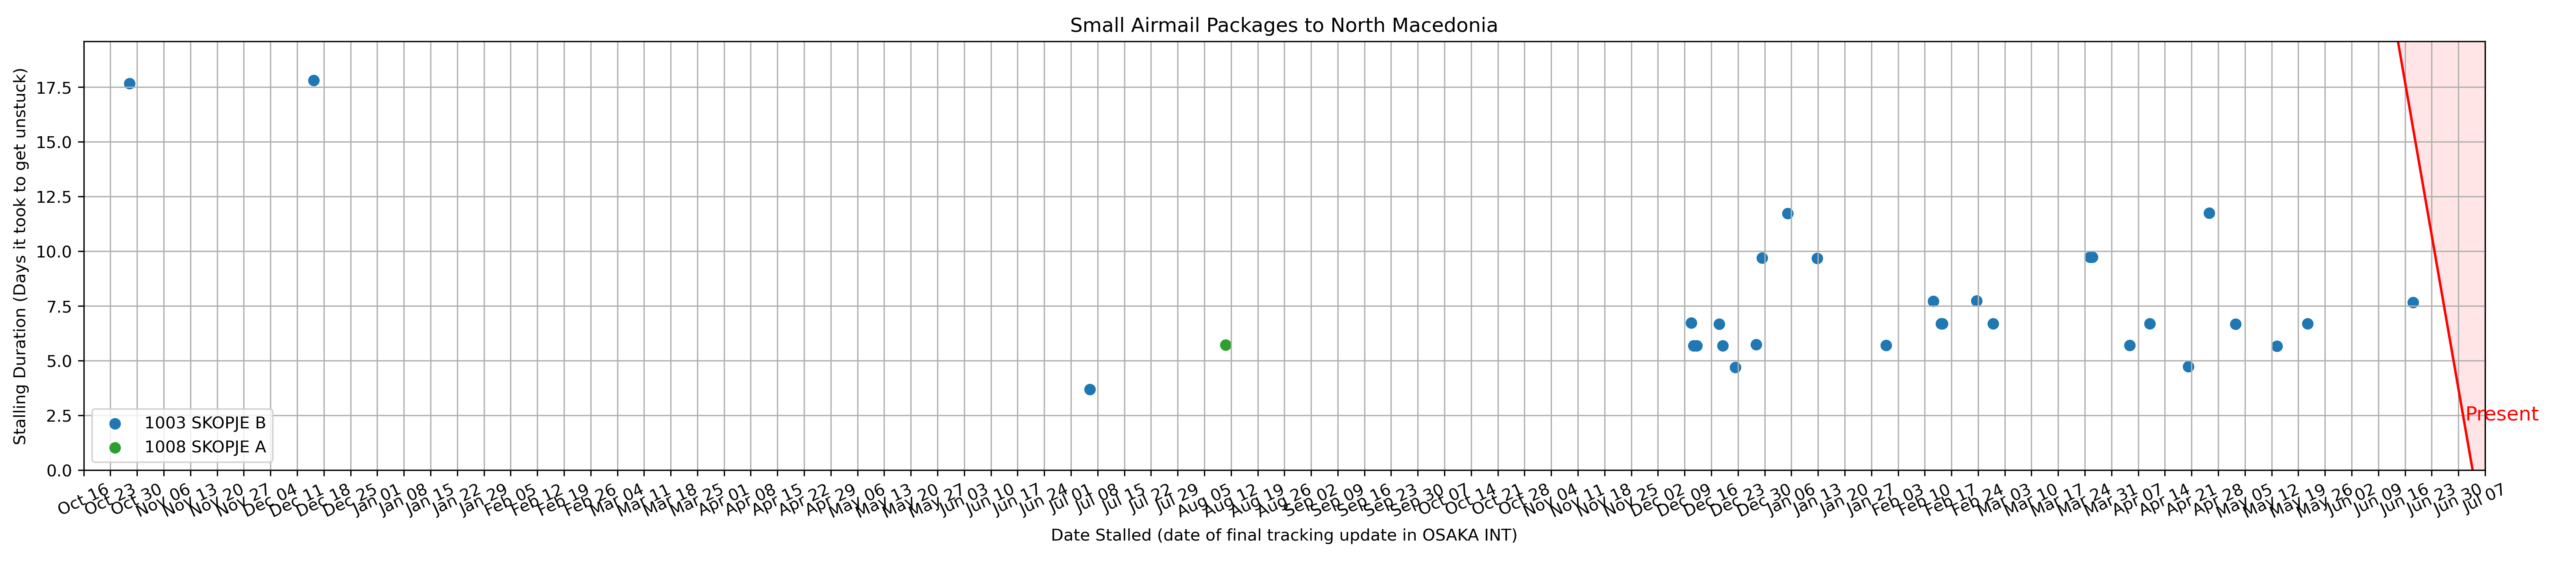 Small Airmail Packages to North Macedonia
Stalling Duration (Days it took to get unstuck)
17.5
15.0
12.5
10.0
7.5
5.0
2.5
0.0
1003 SKOPJE B
1008 SKOPJE A
Present
Oct 16
Oct 23
Oct 30
Nov 06
Nov 13
Nov 20
Nov 27
Dec 04
Dec 11
Dec 18
Dec 25
Jan 01
Jan 08
Jan 15
Jan 22
Jan 29
Feb 05
Feb 12
Feb 19
Feb 26
Mar 04
Mar 11
Mar 18
Mar 25
Apr 01
Apr 08
Apr 15
Apr 22
Apr 29
May 06
May 13
May 20
May 27
Jun 03
Jun 10
Jun 17
Jun 24
Jul 01
Jul 08
Jul 15
Jul 22
Jul 29
Aug 05
Aug 12
Aug 19
Aug 26
Sep 02
Sep 09
Sep 16
Sep 23
Sep 30
Oct 07
Oct 14
Oct 21
Oct 28
Nov 04
Nov 11
Nov 18
Nov 25
Dec 02
Dec 09
Dec 16
Dec 23
Dec 30
Jan 06
Jan 13
Jan 20
Jan 27
Feb 03
Feb 10
Feb 17
Feb 24
Mar 03
Mar 10
Mar 17
Mar 24
Mar 31
Apr 07
Apr 14
Apr 21
Apr 28
May 05
May 12
May 19
May 26
Jun 02
Jun 09
Jun 16
Jun 23
Jun 30
Jul 07
Date Stalled (date of final tracking update in OSAKA INT)